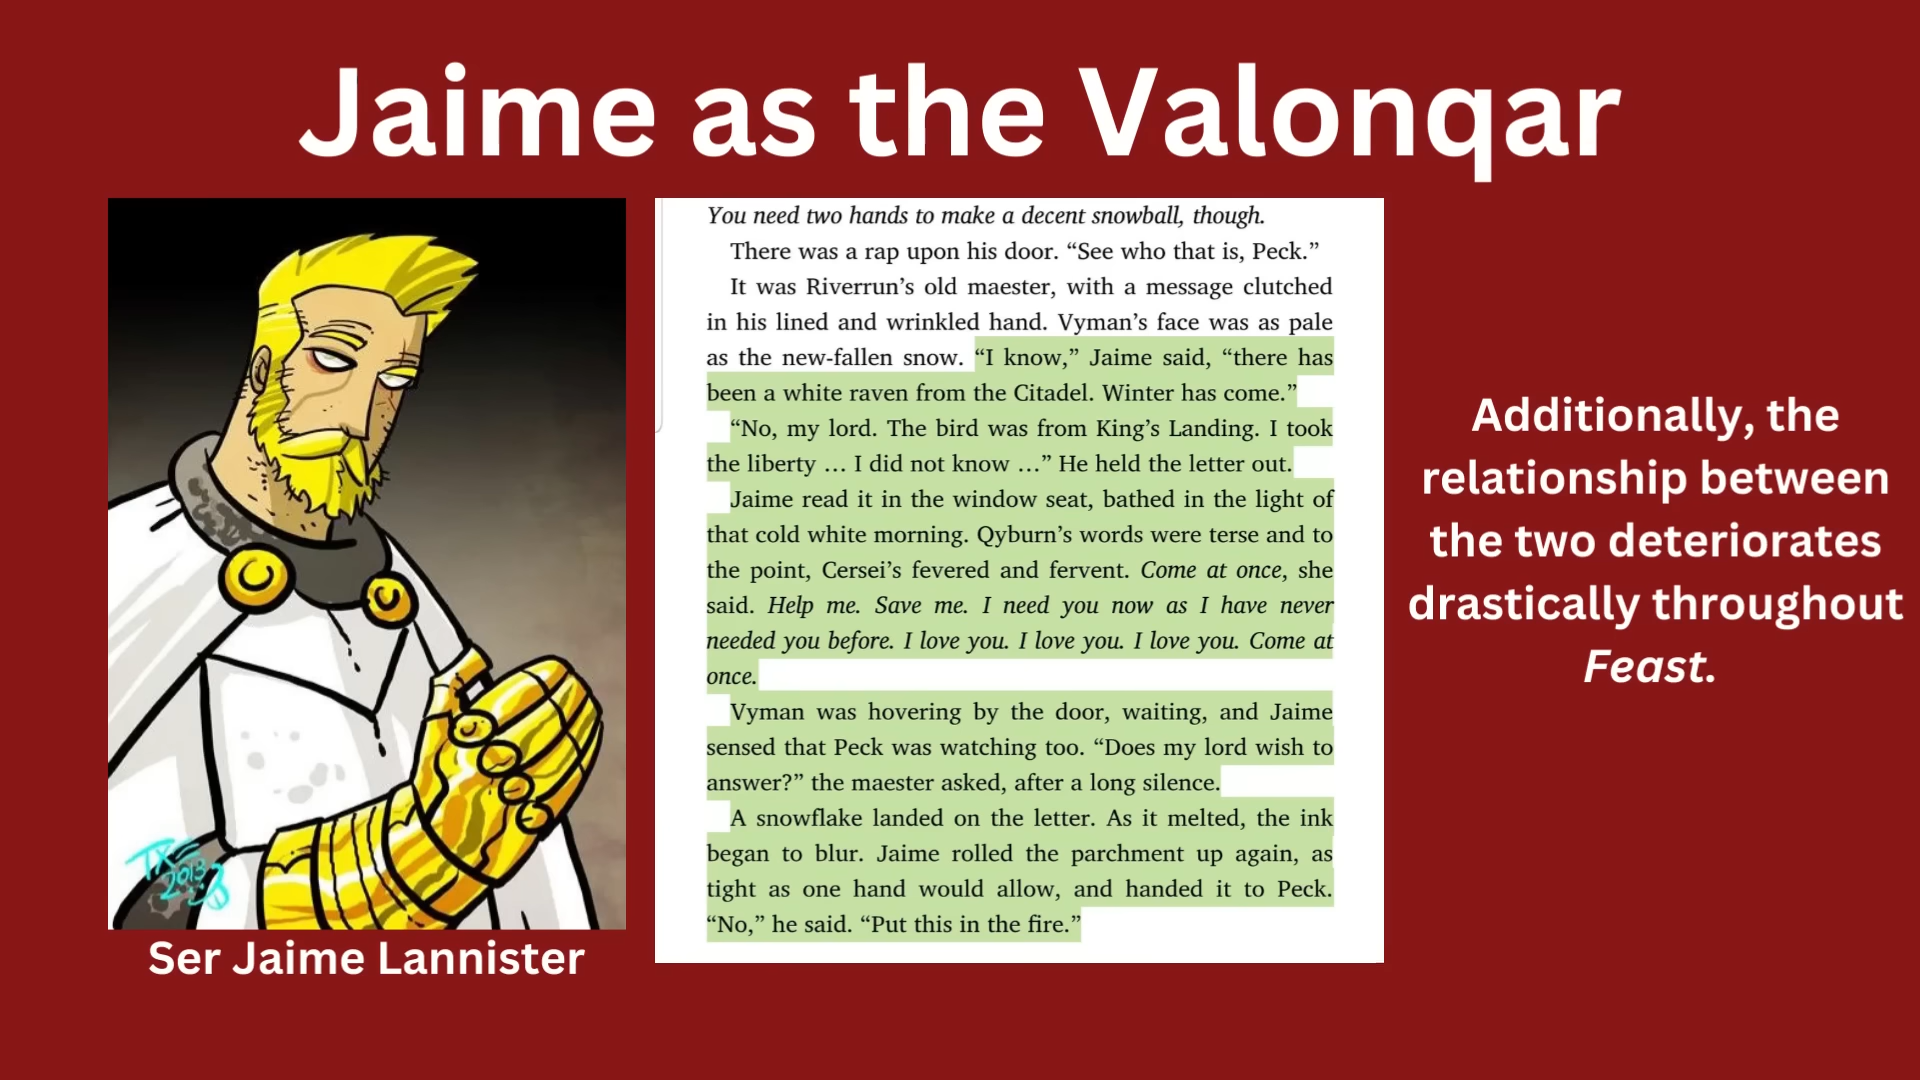 Jaime as the Valonqar
You need two hands to make a decent snowball, though.
There was a rap upon his door. “See who that is, Peck.”
It was Riverrun’s old maester, with a message clutched
in his lined and wrinkled hand. Vyman’s face was as pale
as the new-fallen snow. “I know,” Jaime said, “there has
been a white raven from the Citadel. Winter has come.”
“No, my lord. The bird was from King’s Landing. I took
the liberty … I did not know …” He held the letter out.
Jaime read it in the window seat, bathed in the light of
that cold white morning. Qyburn’s words were terse and to
the point, Cersei’s fevered and fervent. Come at once, she
said. Help me. Save me. I need you now as I have never
needed you before. I love you. I love you. I love you. Come at
once.
Vyman was hovering by the door, waiting, and Jaime
sensed that Peck was watching too. “Does my lord wish to
answer?” the maester asked, after a long silence.
A snowflake landed on the letter. As it melted, the ink
began to blur. Jaime rolled the parchment up again, as
tight as one hand would allow, and handed it to Peck.
“No,” he said. “Put this in the fire.”
Additionally, the
relationship between
the two deteriorates
drastically throughout
Feast.
2013
Ser Jaime Lannister